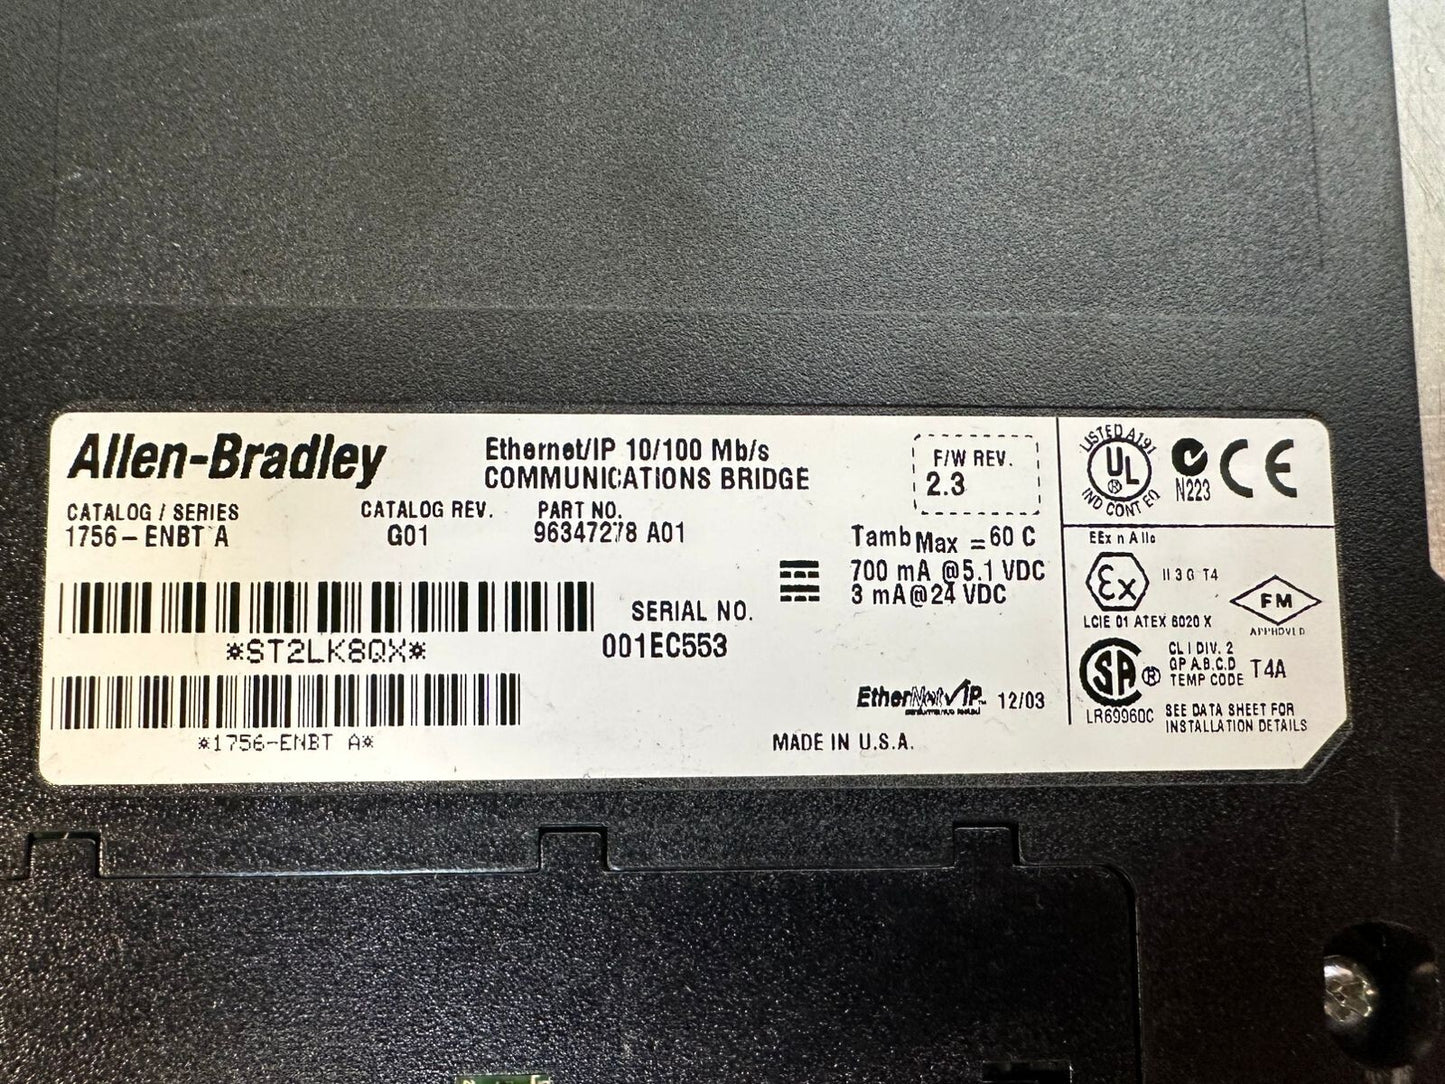 Allen-Bradley
Ethernet/IP 10/100 Mb/s
COMMUNICATIONS BRIDGE
CATALOG / SERIES
1756-ENBT A
CATALOG REV.
G01
PART NO.
96347278 A01
*ST2LK8QX*
SERIAL NO.
001EC553
*1756-ENBT A*
F/W REV.
2.3
Tamb Max = 60 C
700 mA @5.1 VDC
3 mA@24 VDC
EtherNet/IP
12/03
MADE IN U.S.A.
LISTED A191
UL
®
IND CONT EQ
N223
CE
EEx n A IIc
Ex
II 3 G T4
LCIE 01 ATEX 6020 X
FM
APPROVED
SA ®
LR69960C
CL I DIV. 2
GP A.B.C.D
TEMP CODE T4A
SEE DATA SHEET FOR
INSTALLATION DETAILS